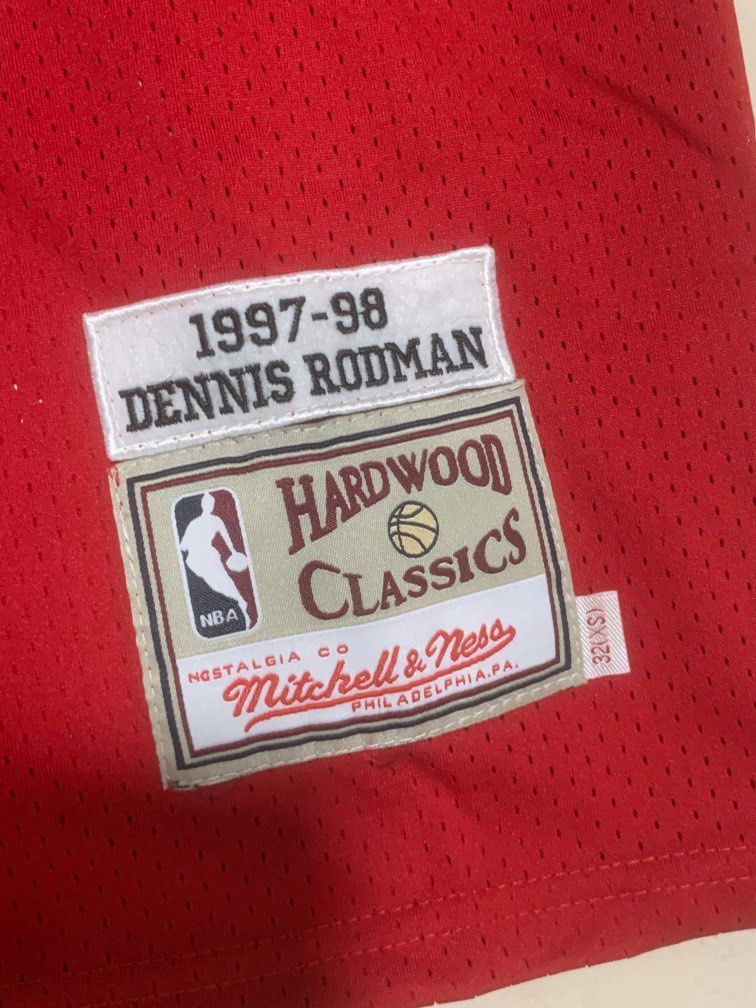 1997-98
DENNIS RODMAN
HARDWOOD
CLASSICS
NBA
NOSTALGIA CO
Mitchell & Ness
PHILADELPHIA, PA.
32(XS)